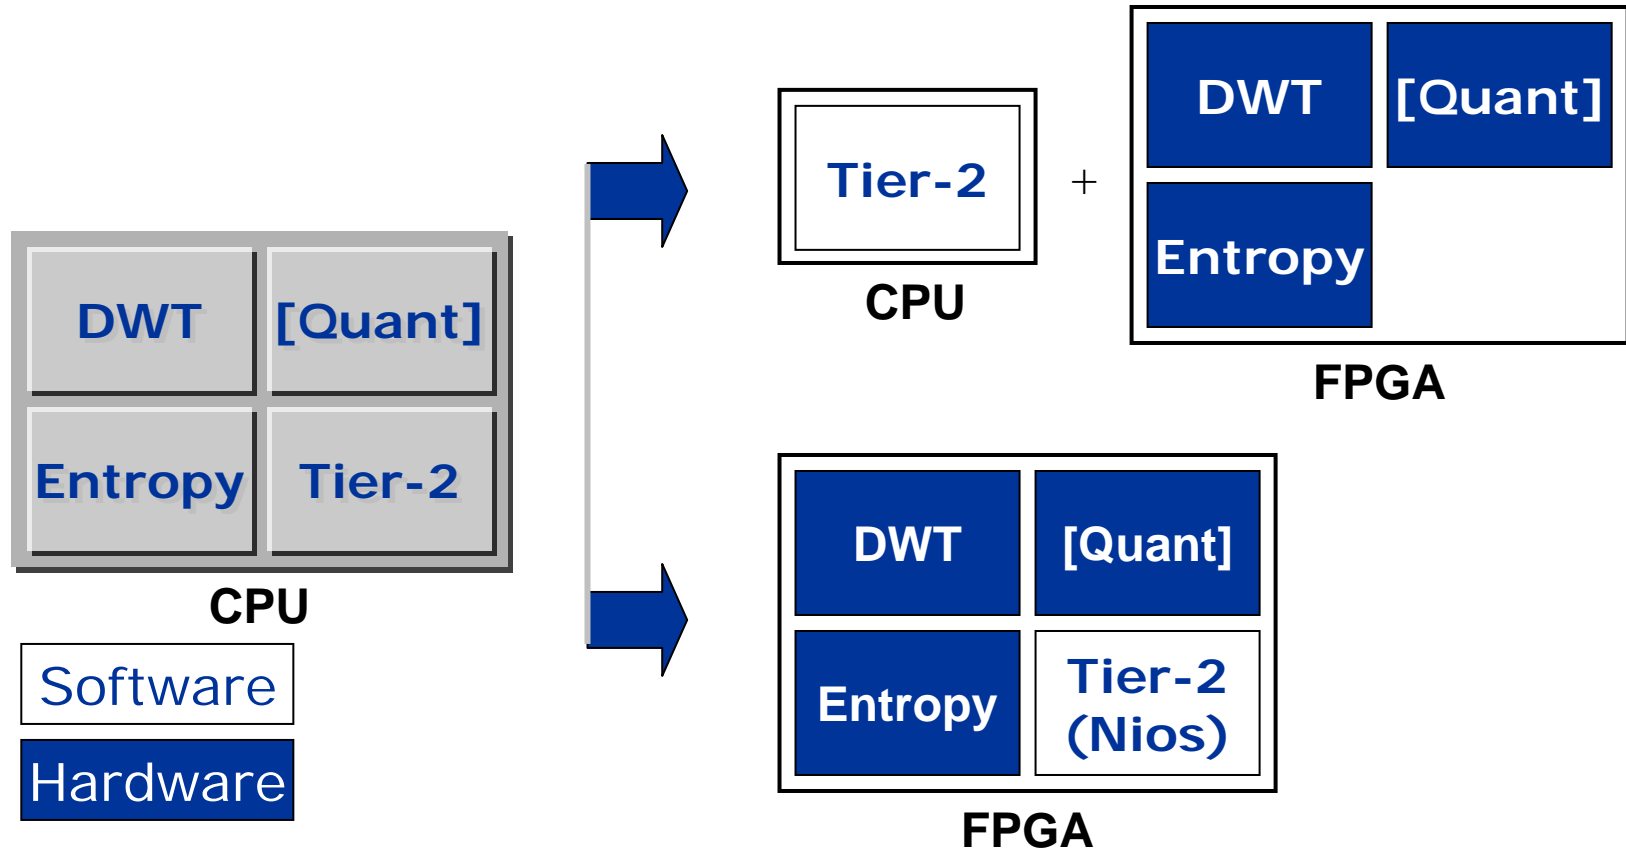 DWT
[Quant]
Entropy
Tier-2
CPU
Software
Hardware
Tier-2
CPU
+
DWT
[Quant]
Entropy
FPGA
DWT
[Quant]
Entropy
Tier-2
(Nios)
FPGA